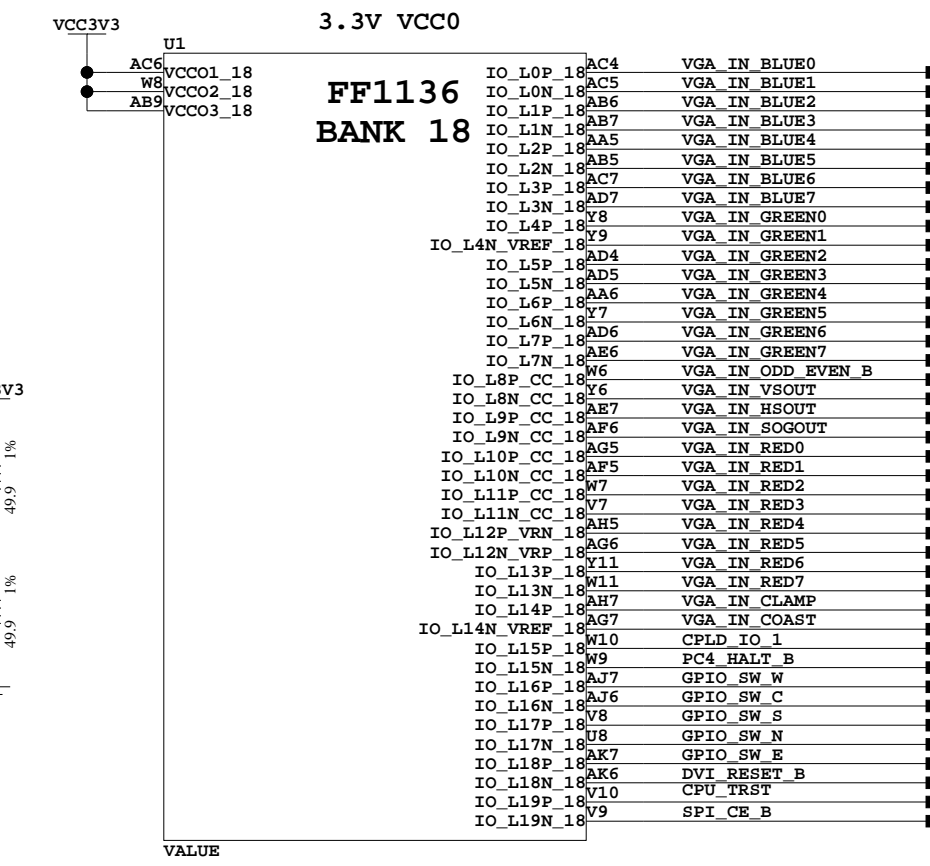 3.3V VCC0
VCC3V3
U1
FF1136
BANK 18
AC6 VCCO1_18
W8 VCCO2_18
AB9 VCCO3_18
IO_L0P_18 AC4 VGA_IN_BLUE0
IO_L0N_18 AC5 VGA_IN_BLUE1
IO_L1P_18 AB6 VGA_IN_BLUE2
IO_L1N_18 AB7 VGA_IN_BLUE3
IO_L2P_18 AA5 VGA_IN_BLUE4
IO_L2N_18 AB5 VGA_IN_BLUE5
IO_L3P_18 AC7 VGA_IN_BLUE6
IO_L3N_18 AD7 VGA_IN_BLUE7
IO_L4P_18 Y8 VGA_IN_GREEN0
IO_L4N_VREF_18 Y9 VGA_IN_GREEN1
IO_L5P_18 AD4 VGA_IN_GREEN2
IO_L5N_18 AD5 VGA_IN_GREEN3
IO_L6P_18 AA6 VGA_IN_GREEN4
IO_L6N_18 Y7 VGA_IN_GREEN5
IO_L7P_18 AD6 VGA_IN_GREEN6
IO_L7N_18 AE6 VGA_IN_GREEN7
IO_L8P_CC_18 W6 VGA_IN_ODD_EVEN_B
IO_L8N_CC_18 Y6 VGA_IN_VSOUT
IO_L9P_CC_18 AE7 VGA_IN_HSOUT
IO_L9N_CC_18 AF6 VGA_IN_SOGOUT
IO_L10P_CC_18 AG5 VGA_IN_RED0
IO_L10N_CC_18 AF5 VGA_IN_RED1
IO_L11P_CC_18 W7 VGA_IN_RED2
IO_L11N_CC_18 V7 VGA_IN_RED3
IO_L12P_VRN_18 AH5 VGA_IN_RED4
IO_L12N_VRP_18 AG6 VGA_IN_RED5
IO_L13P_18 Y11 VGA_IN_RED6
IO_L13N_18 W11 VGA_IN_RED7
IO_L14P_18 AH7 VGA_IN_CLAMP
IO_L14N_VREF_18 AG7 VGA_IN_COAST
IO_L15P_18 W10 CPLD_IO_1
IO_L15N_18 W9 PC4_HALT_B
IO_L16P_18 AJ7 GPIO_SW_W
IO_L16N_18 AJ6 GPIO_SW_C
IO_L17P_18 V8 GPIO_SW_S
IO_L17N_18 U8 GPIO_SW_N
IO_L18P_18 AK7 GPIO_SW_E
IO_L18N_18 AK6 DVI_RESET_B
IO_L19P_18 V10 CPU_TRST
IO_L19N_18 V9 SPI_CE_B
VALUE
V3
49.9 1%
49.9 1%